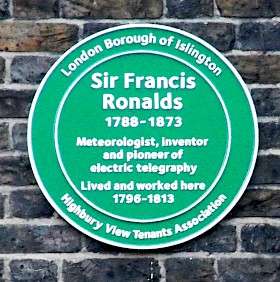 London Borough of Islington
Sir Francis
Ronalds
1788-1873
Meteorologist, inventor
and pioneer of
electric telegraphy
Lived and worked here
1796-1813
Highbury View Tenants Association